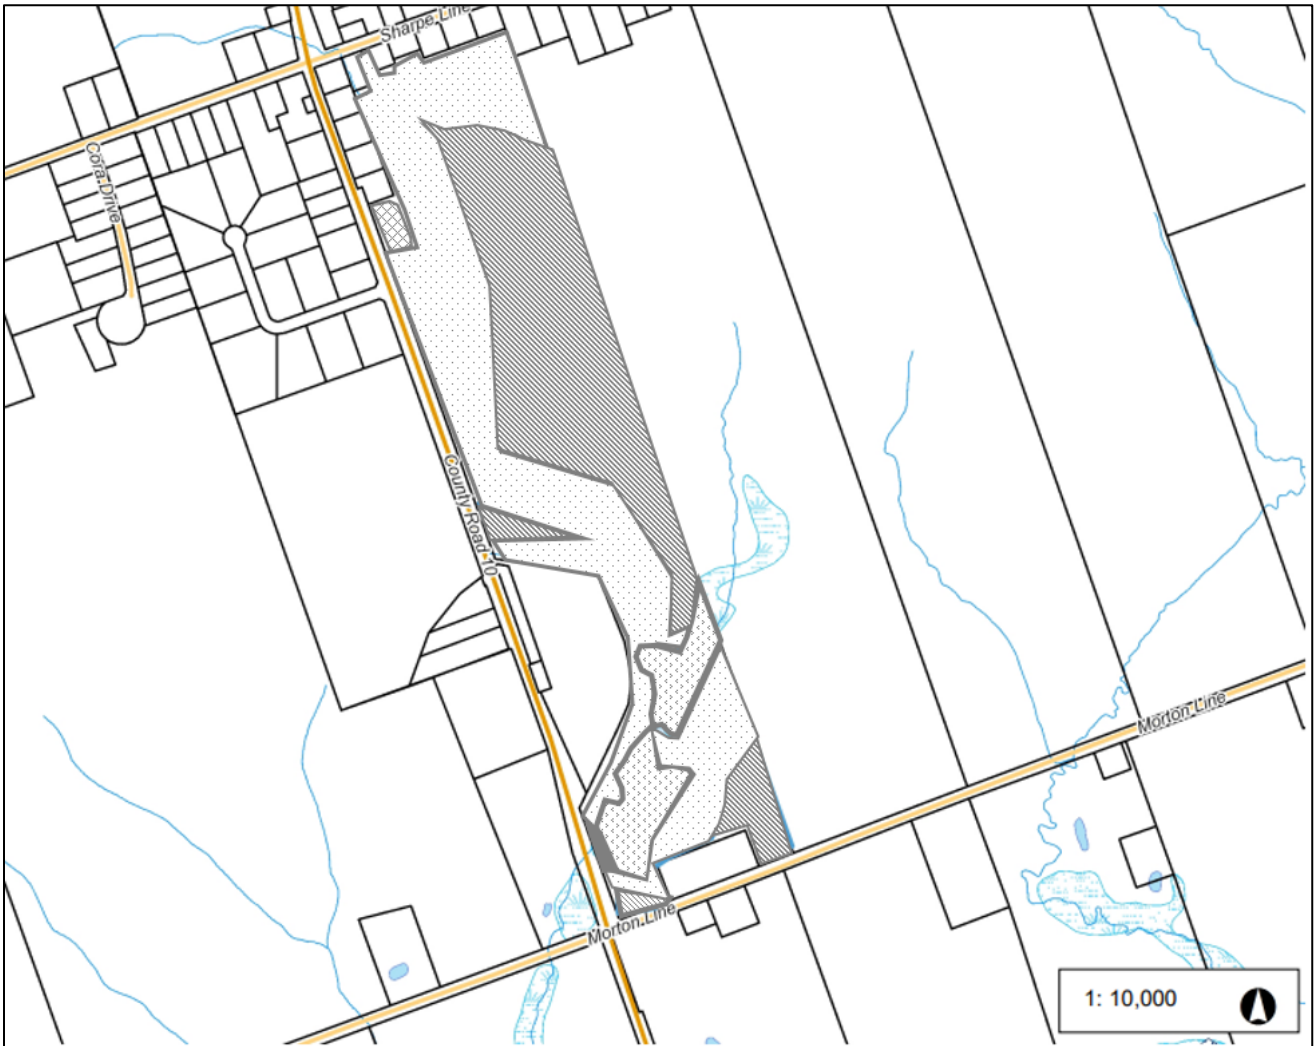 Sharpe Line
Cora Drive
County Road 10
Morton Line
Morton Line
1: 10,000